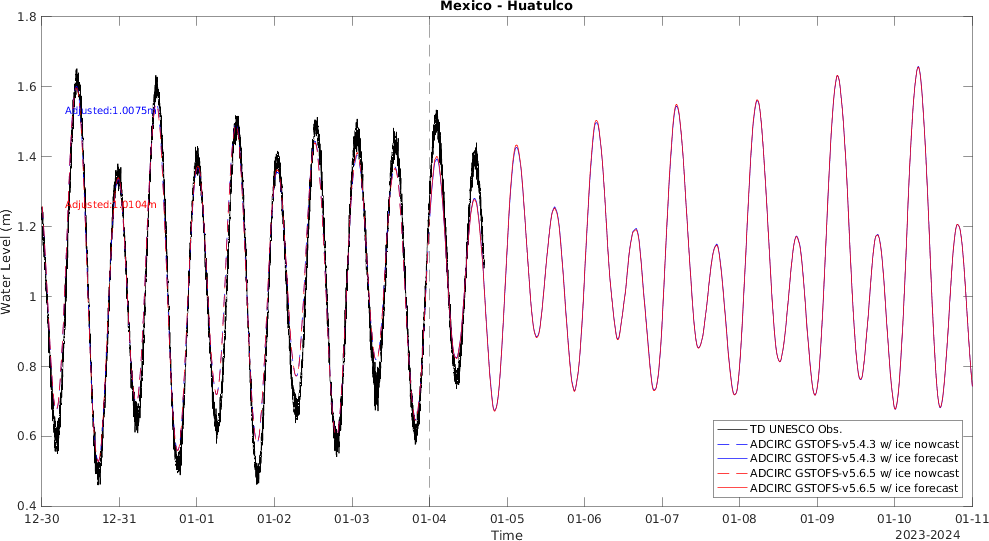 Mexico - Huatulco
1.8
1.6
1.4
1.2
1
0.8
0.6
0.4
Water Level (m)
Adjusted:1.0075m
Adjusted:1.0104m
TD UNESCO Obs.
ADCIRC GSTOFS-v5.4.3 w/ ice nowcast
ADCIRC GSTOFS-v5.4.3 w/ ice forecast
ADCIRC GSTOFS-v5.6.5 w/ ice nowcast
ADCIRC GSTOFS-v5.6.5 w/ ice forecast
12-30 12-31 01-01 01-02 01-03 01-04 01-05 01-06 01-07 01-08 01-09 01-10 01-11
Time
2023-2024